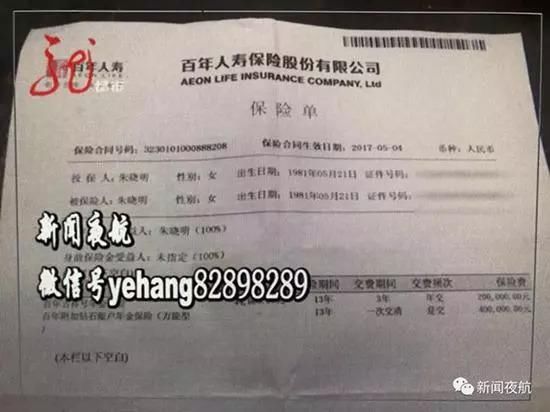 百年人寿
AEON LIFE
百年人寿保险股份有限公司
AEON LIFE INSURANCE COMPANY, Ltd
保险单
保险合同号码：3230101000888208 保险合同生效日期：2017-05-04 币种：人民币
投保人：朱晓明 性别：女 出生日期：1981年05月21日 证件号码：
被保险人：朱晓明 性别：女 出生日期：1981年05月21日 证件号码：
受益人：朱晓明 (100%)
身故保险金受益人：未指定 (100%)
新闻夜航
微信号yehang82898289
保险期间 交费期间 交费频次 保险费
13年 3年 年交 200,000.00元
百年附加钻石账户年金保险（万能型 13年 一次交清 趸交 400,000.00元
/
（本栏以下空白）
新闻夜航